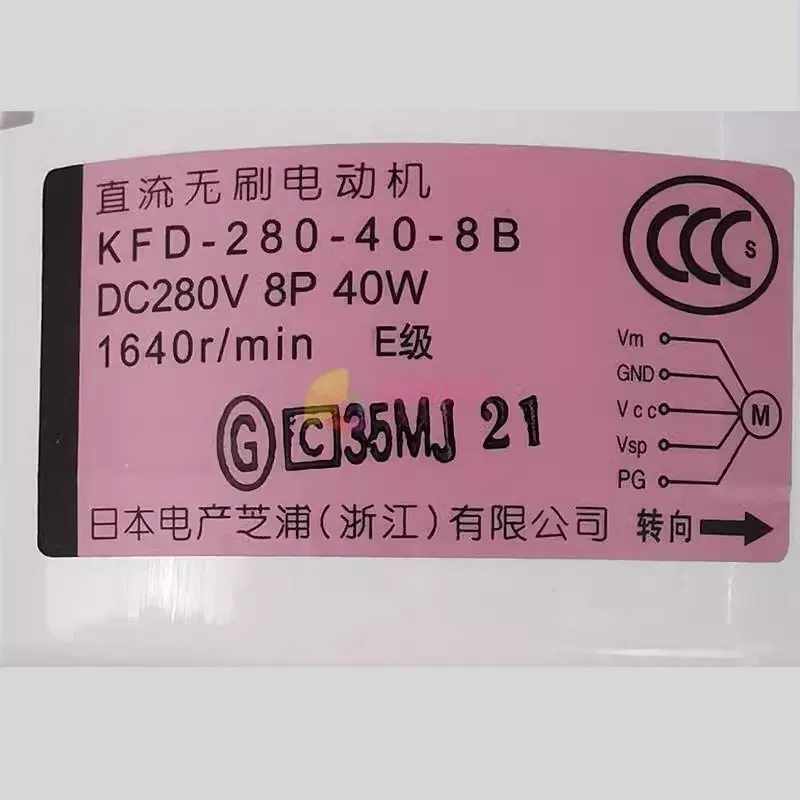 直流无刷电动机
KFD-280-40-8B
DC280V 8P 40W
1640r/min E级
CCC S
Vm
GND
Vcc
Vsp
PG
M
G C 35MJ 21
日本电产芝浦(浙江)有限公司 转向